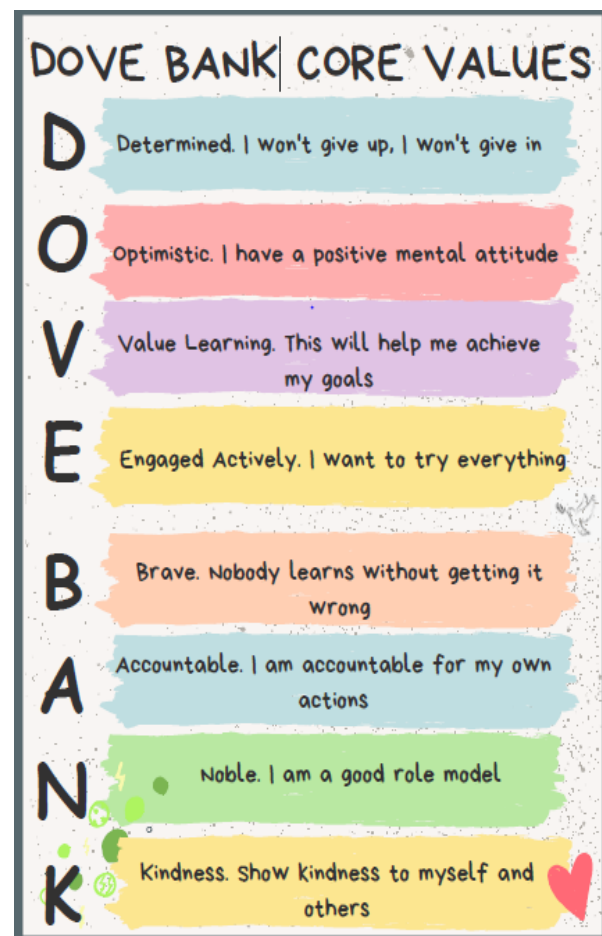 DOVE BANK CORE VALUES
D
Determined. I won't give up, I won't give in
O
Optimistic. I have a positive mental attitude
V
Value Learning. This will help me achieve
my goals
E
Engaged Actively. I want to try everything
B
Brave. Nobody learns without getting it
wrong
A
Accountable. I am accountable for my own
actions
N
Noble. I am a good role model
K
Kindness. Show kindness to myself and
others